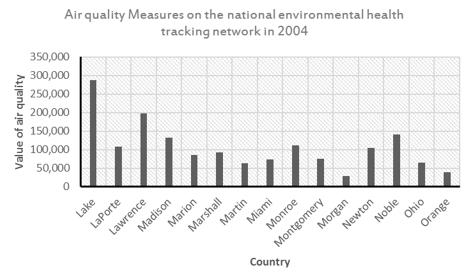 Air quality Measures on the national environmental health
tracking network in 2004
Value of air quality
350,000
300,000
250,000
200,000
150,000
100,000
50,000
0
Lake
LaPorte
Lawrence
Madison
Marion
Marshall
Martin
Miami
Monroe
Montgomery
Morgan
Newton
Noble
Ohio
Orange
Country